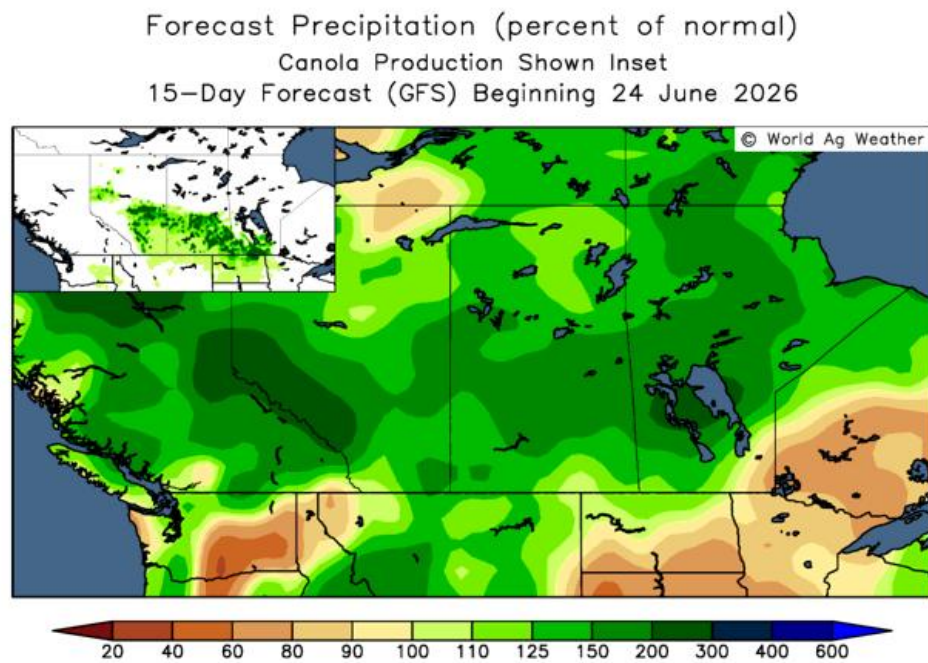 Forecast Precipitation (percent of normal)
Canola Production Shown Inset
15-Day Forecast (GFS) Beginning 24 June 2026
© World Ag Weather
20 40 60 80 90 100 110 125 150 200 300 400 600